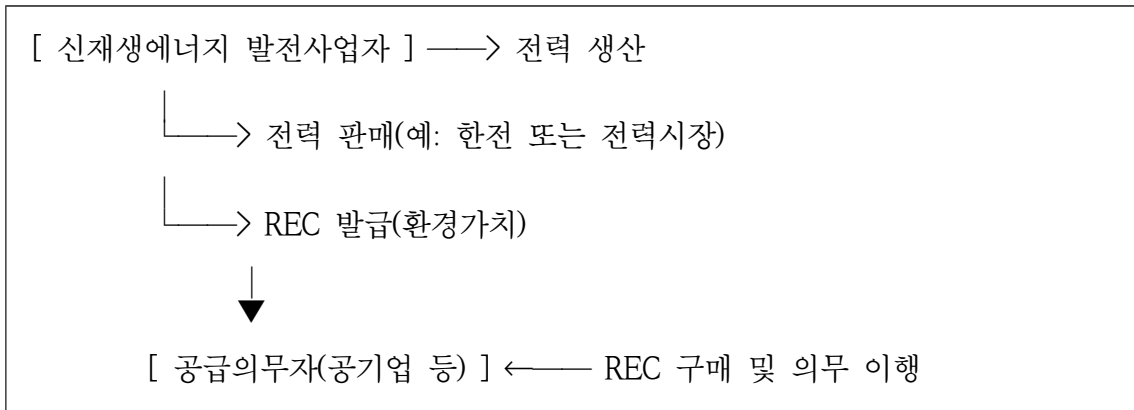 [ 신재생에너지 발전사업자 ] ───> 전력 생산
└───> 전력 판매(예: 한전 또는 전력시장)
└───> REC 발급(환경가치)
│
▼
[ 공급의무자(공기업 등) ] <─── REC 구매 및 의무 이행